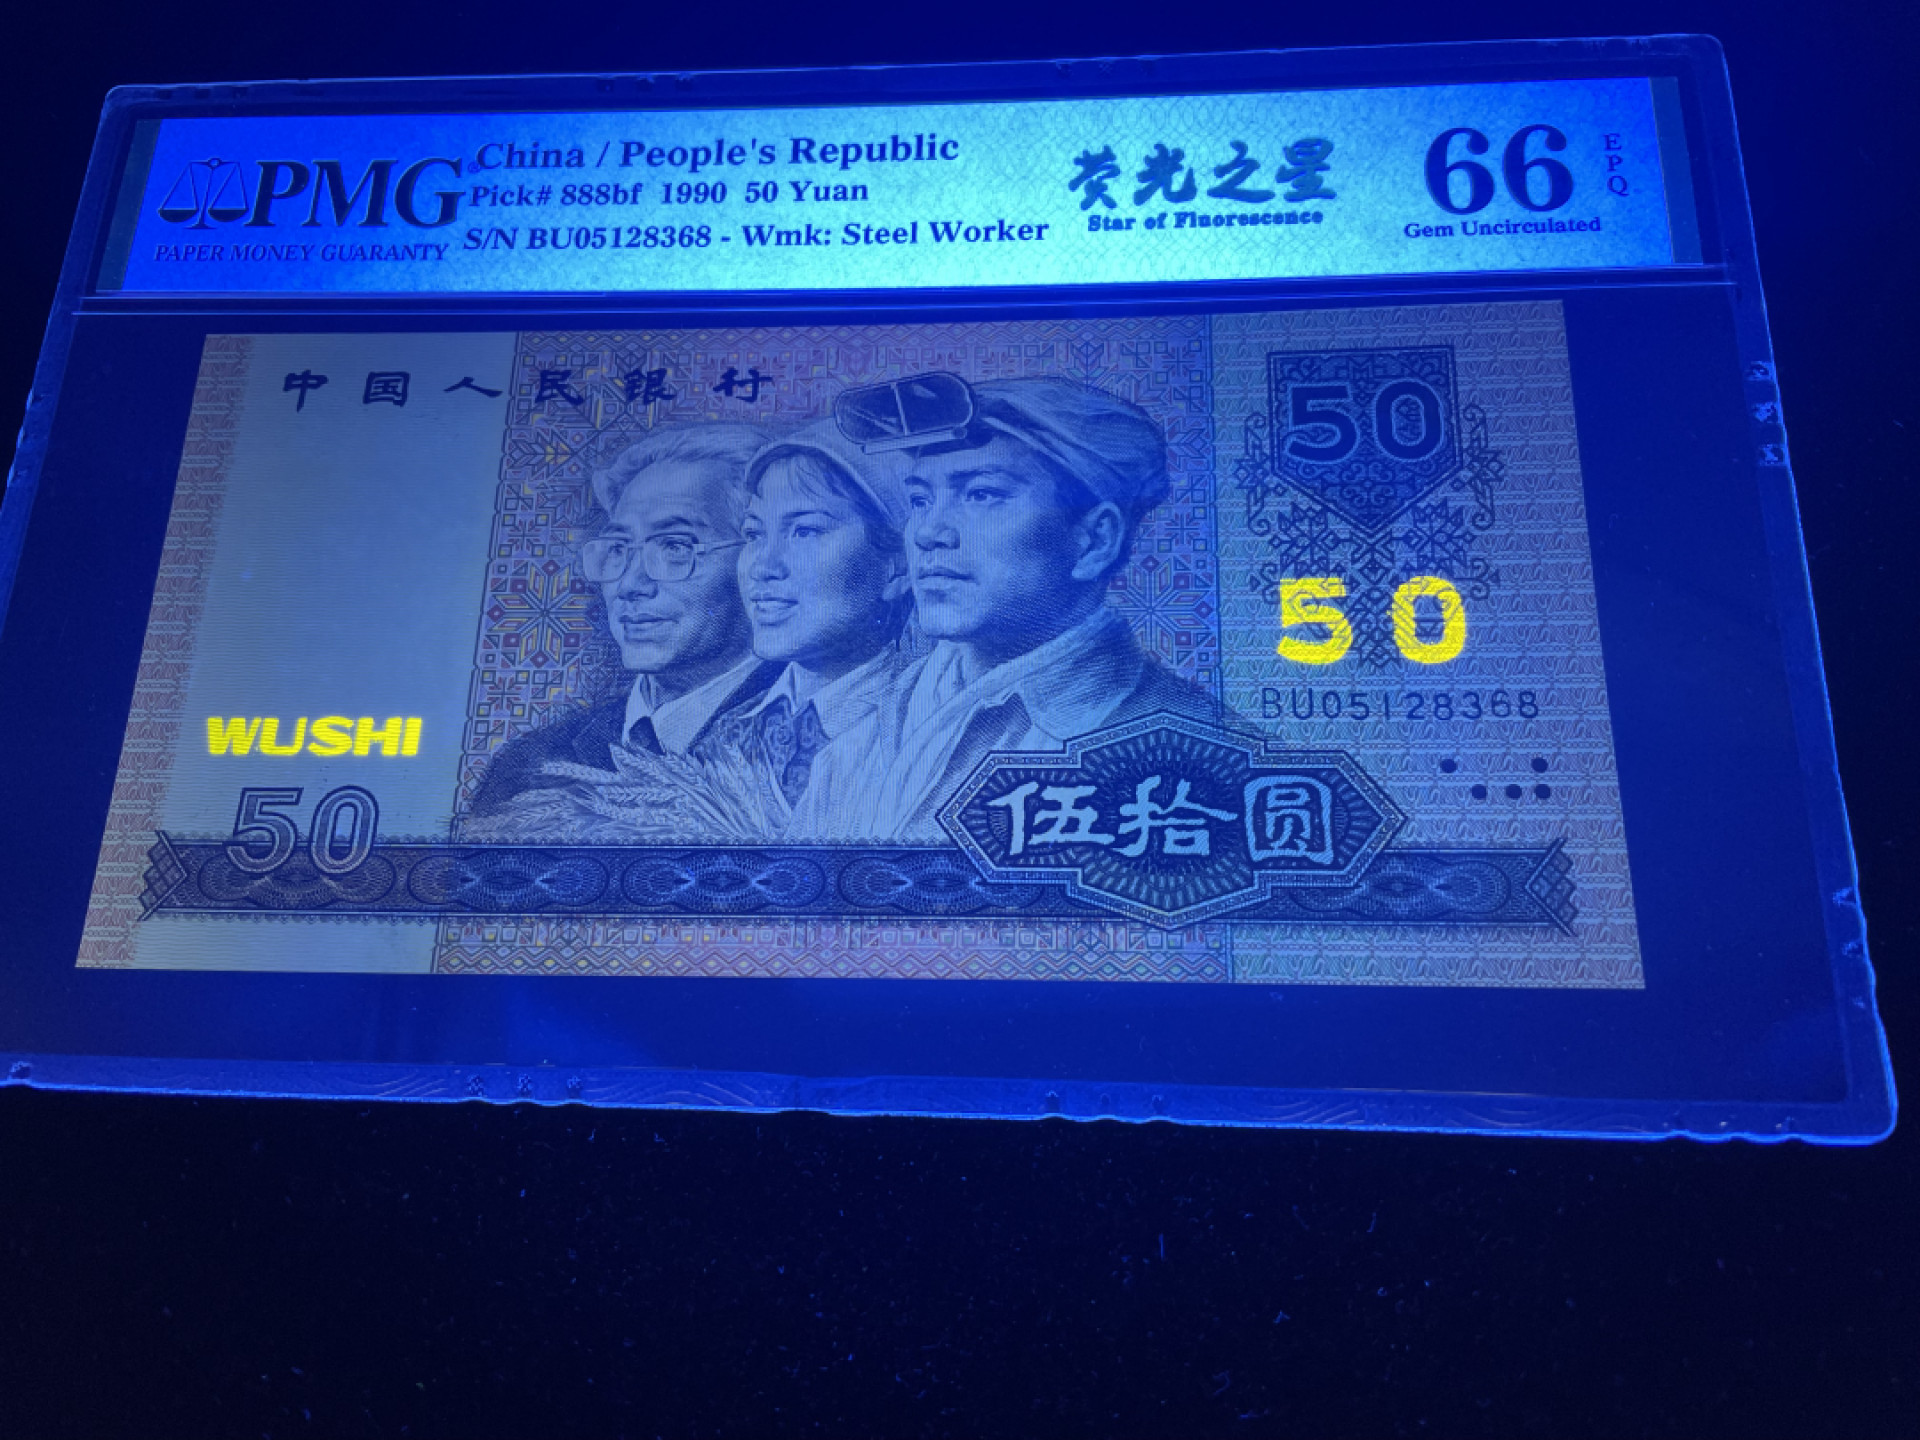 PMG
PAPER MONEY GUARANTY
China / People's Republic
Pick# 888bf 1990 50 Yuan
S/N BU05128368 - Wmk: Steel Worker
荧光之星
Star of Fluorescence
66
EPQ
Gem Uncirculated
中国人民银行
50
50
BU05128368
WUSHI
50
伍拾圆